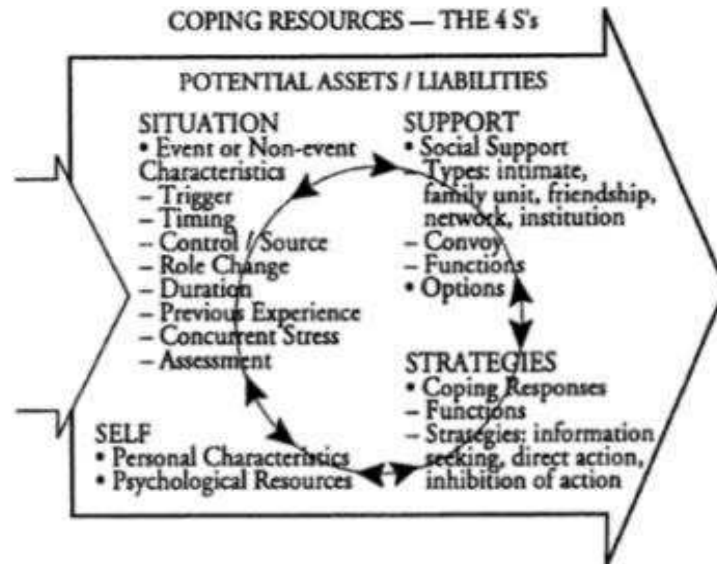 COPING RESOURCES — THE 4 S's
POTENTIAL ASSETS / LIABILITIES
SITUATION
• Event or Non-event
Characteristics
– Trigger
– Timing
– Control / Source
– Role Change
– Duration
– Previous Experience
– Concurrent Stress
– Assessment
SUPPORT
• Social Support
– Types: intimate,
family unit, friendship,
network, institution
– Convoy
– Functions
• Options
SELF
• Personal Characteristics
• Psychological Resources
STRATEGIES
• Coping Responses
– Functions
– Strategies: information
seeking, direct action,
inhibition of action